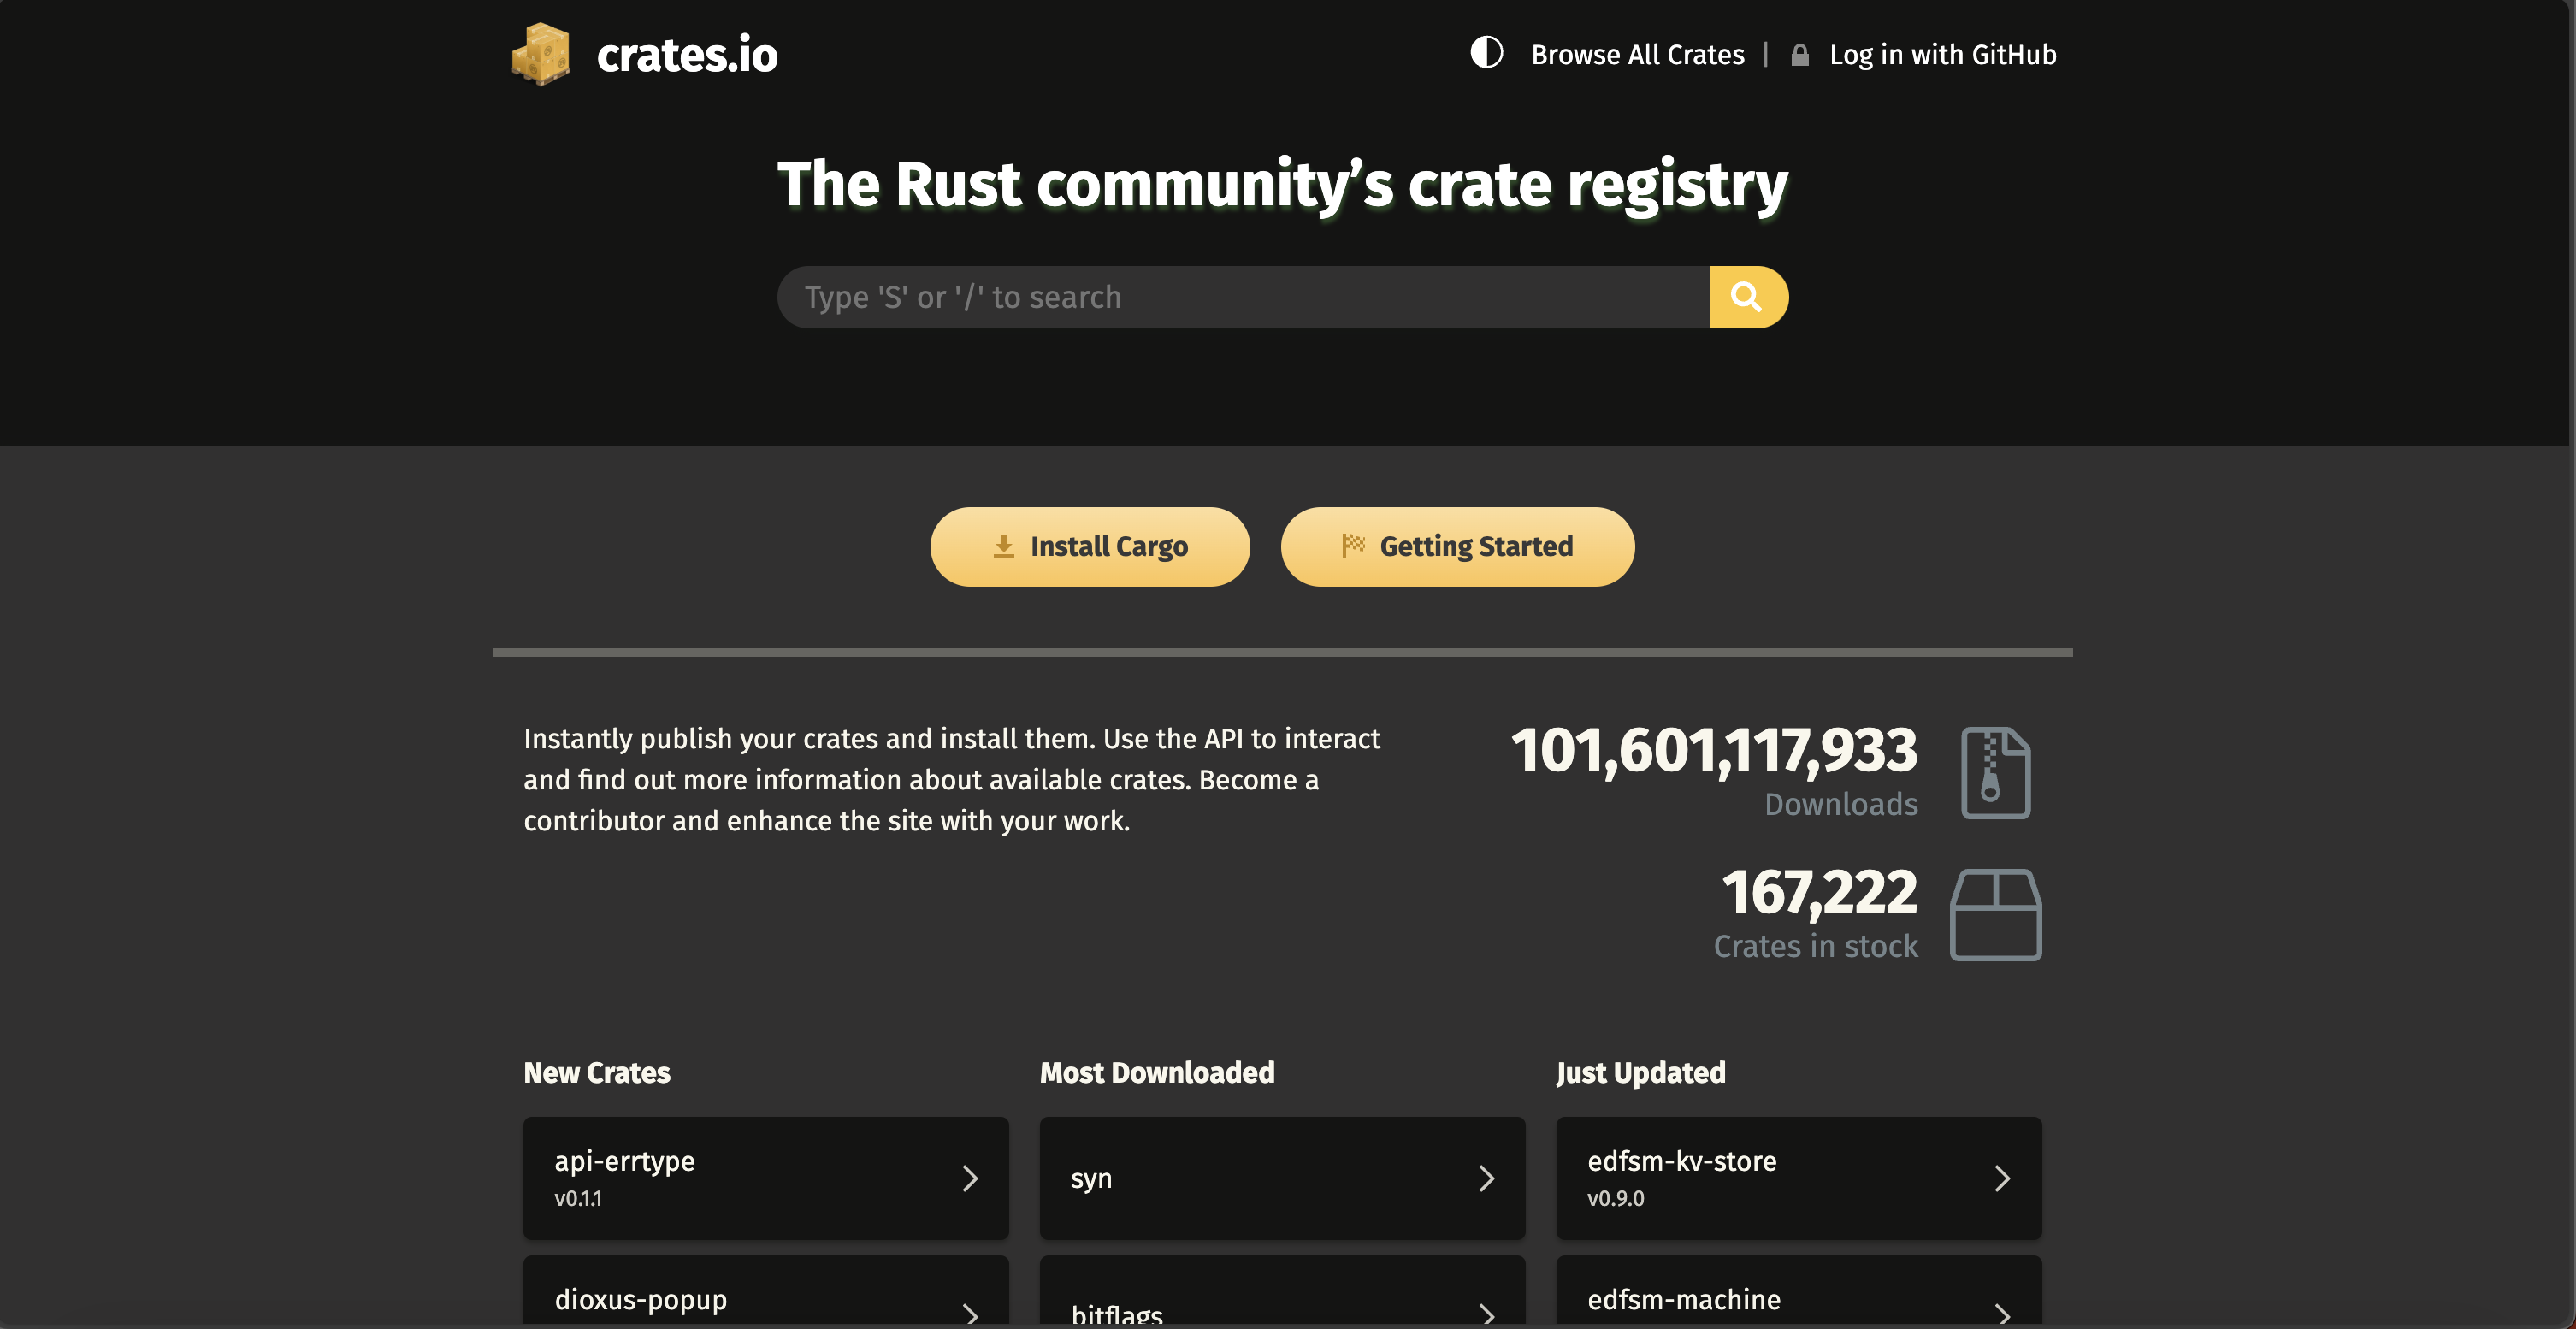 crates.io
Browse All Crates | Log in with GitHub
The Rust community’s crate registry
Type 'S' or '/' to search
Install Cargo
Getting Started
Instantly publish your crates and install them. Use the API to interact
and find out more information about available crates. Become a
contributor and enhance the site with your work.
101,601,117,933
Downloads
167,222
Crates in stock
New Crates
api-errtype
v0.1.1
dioxus-popup
Most Downloaded
syn
bitflags
Just Updated
edfsm-kv-store
v0.9.0
edfsm-machine